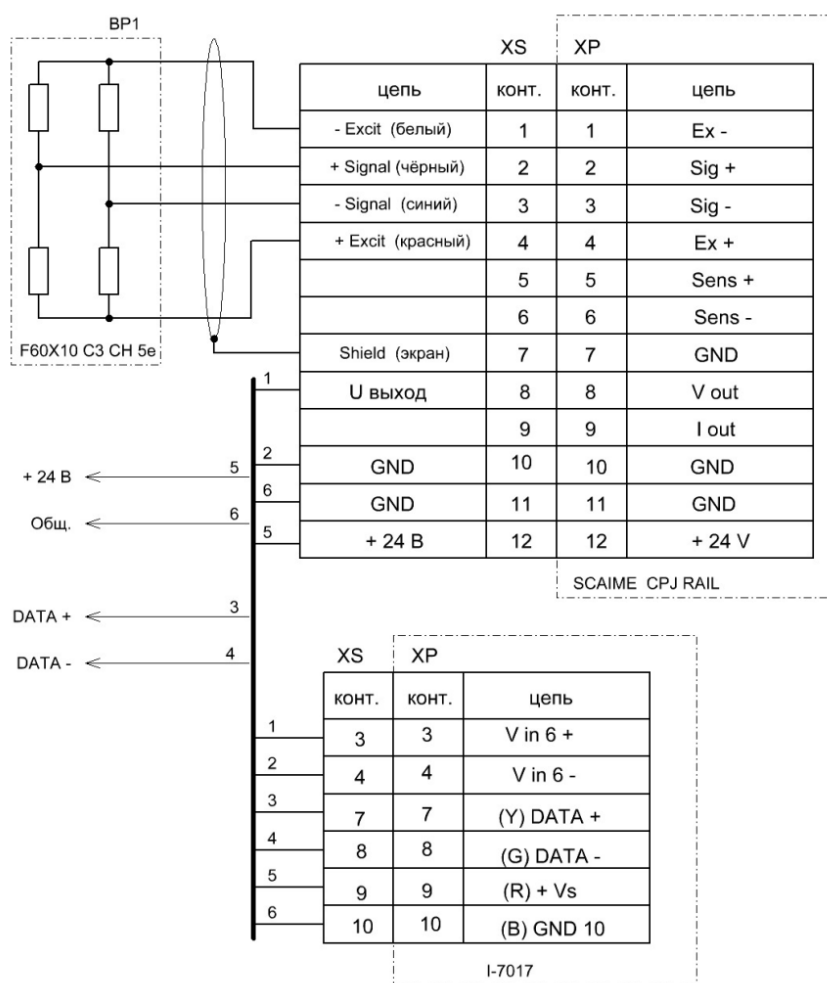 BP1
XS XP
цепь конт. конт. цепь
- Excit (белый) 1 1 Ex -
+ Signal (чёрный) 2 2 Sig +
- Signal (синий) 3 3 Sig -
+ Excit (красный) 4 4 Ex +
5 5 Sens +
6 6 Sens -
F60X10 C3 CH 5e
Shield (экран) 7 7 GND
1 U выход 8 8 V out
9 9 I out
2 GND 10 10 GND
+ 24 В 5
6 GND 11 11 GND
Общ. 6
5 + 24 В 12 12 + 24 V
SCAIME CPJ RAIL
DATA + 3
DATA - 4
XS XP
конт. конт. цепь
1 3 3 V in 6 +
2 4 4 V in 6 -
3 7 7 (Y) DATA +
4 8 8 (G) DATA -
5 9 9 (R) + Vs
6 10 10 (B) GND 10
I-7017